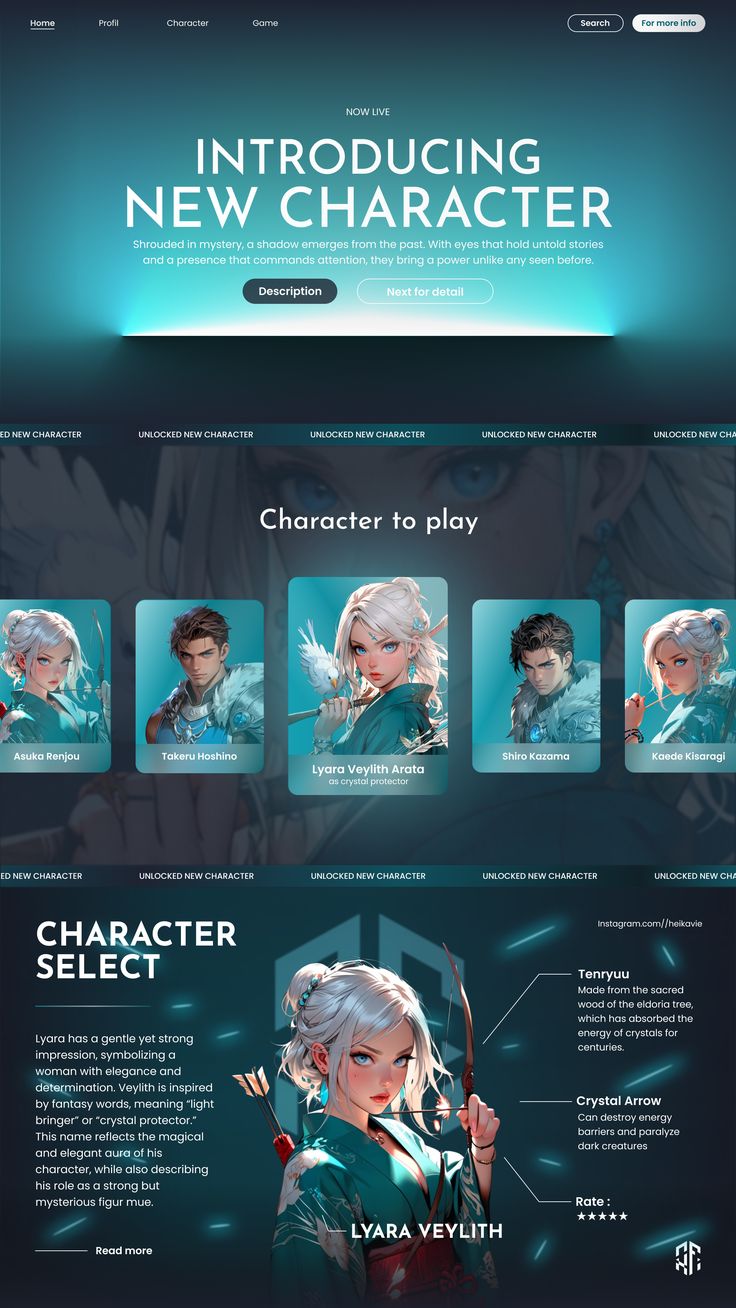 Home
Profil
Character
Game
Search
For more info
NOW LIVE
INTRODUCING
NEW CHARACTER
Shrouded in mystery, a shadow emerges from the past. With eyes that hold untold stories
and a presence that commands attention, they bring a power unlike any seen before.
Description
Next for detail
ED NEW CHARACTER
UNLOCKED NEW CHARACTER
UNLOCKED NEW CHARACTER
UNLOCKED NEW CHARACTER
UNLOCKED NEW CHA
Character to play
Asuka Renjou
Takeru Hoshino
Lyara Veylith Arata
as crystal protector
Shiro Kazama
Kaede Kisaragi
ED NEW CHARACTER
UNLOCKED NEW CHARACTER
UNLOCKED NEW CHARACTER
UNLOCKED NEW CHARACTER
UNLOCKED NEW CHA
CHARACTER
SELECT
Lyara has a gentle yet strong
impression, symbolizing a
woman with elegance and
determination. Veylith is inspired
by fantasy words, meaning “light
bringer” or “crystal protector.”
This name reflects the magical
and elegant aura of his
character, while also describing
his role as a strong but
mysterious figur mue.
Read more
Instagram.com//heikavie
Tenryuu
Made from the sacred
wood of the eldoria tree,
which has absorbed the
energy of crystals for
centuries.
Crystal Arrow
Can destroy energy
barriers and paralyze
dark creatures
Rate :
★★★★★
LYARA VEYLITH